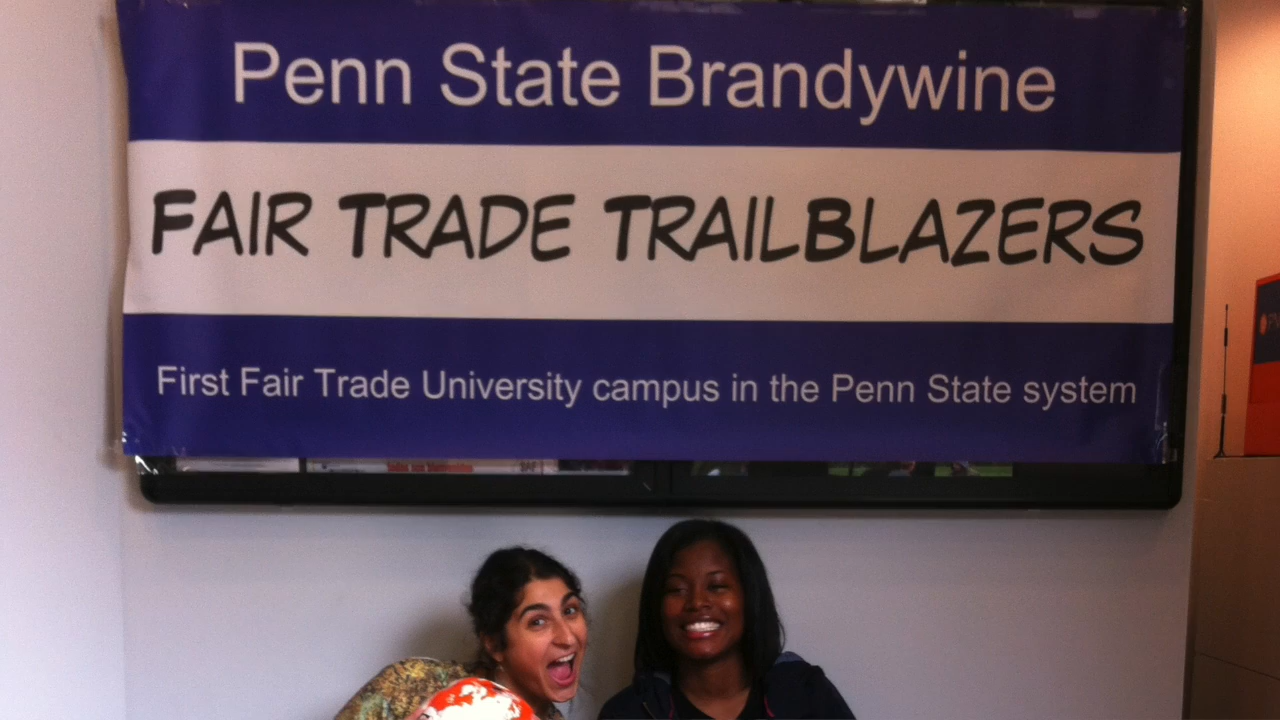 Penn State Brandywine
FAIR TRADE TRAILBLAZERS
First Fair Trade University campus in the Penn State system